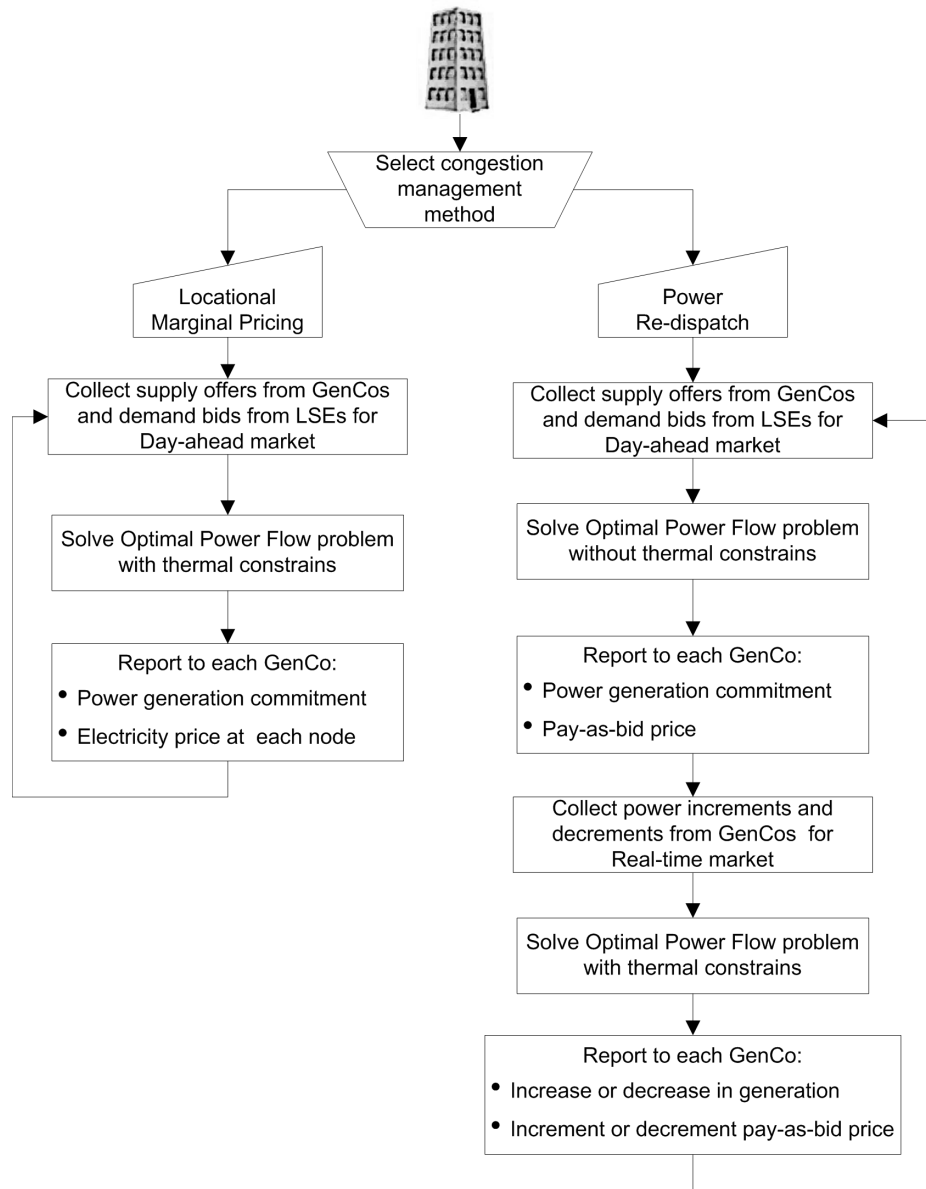 Select congestion
management
method
Locational
Marginal Pricing
Collect supply offers from GenCos
and demand bids from LSEs for
Day-ahead market
Solve Optimal Power Flow problem
with thermal constrains
Report to each GenCo:
• Power generation commitment
• Electricity price at each node
Power
Re-dispatch
Collect supply offers from GenCos
and demand bids from LSEs for
Day-ahead market
Solve Optimal Power Flow problem
without thermal constrains
Report to each GenCo:
• Power generation commitment
• Pay-as-bid price
Collect power increments and
decrements from GenCos for
Real-time market
Solve Optimal Power Flow problem
with thermal constrains
Report to each GenCo:
• Increase or decrease in generation
• Increment or decrement pay-as-bid price